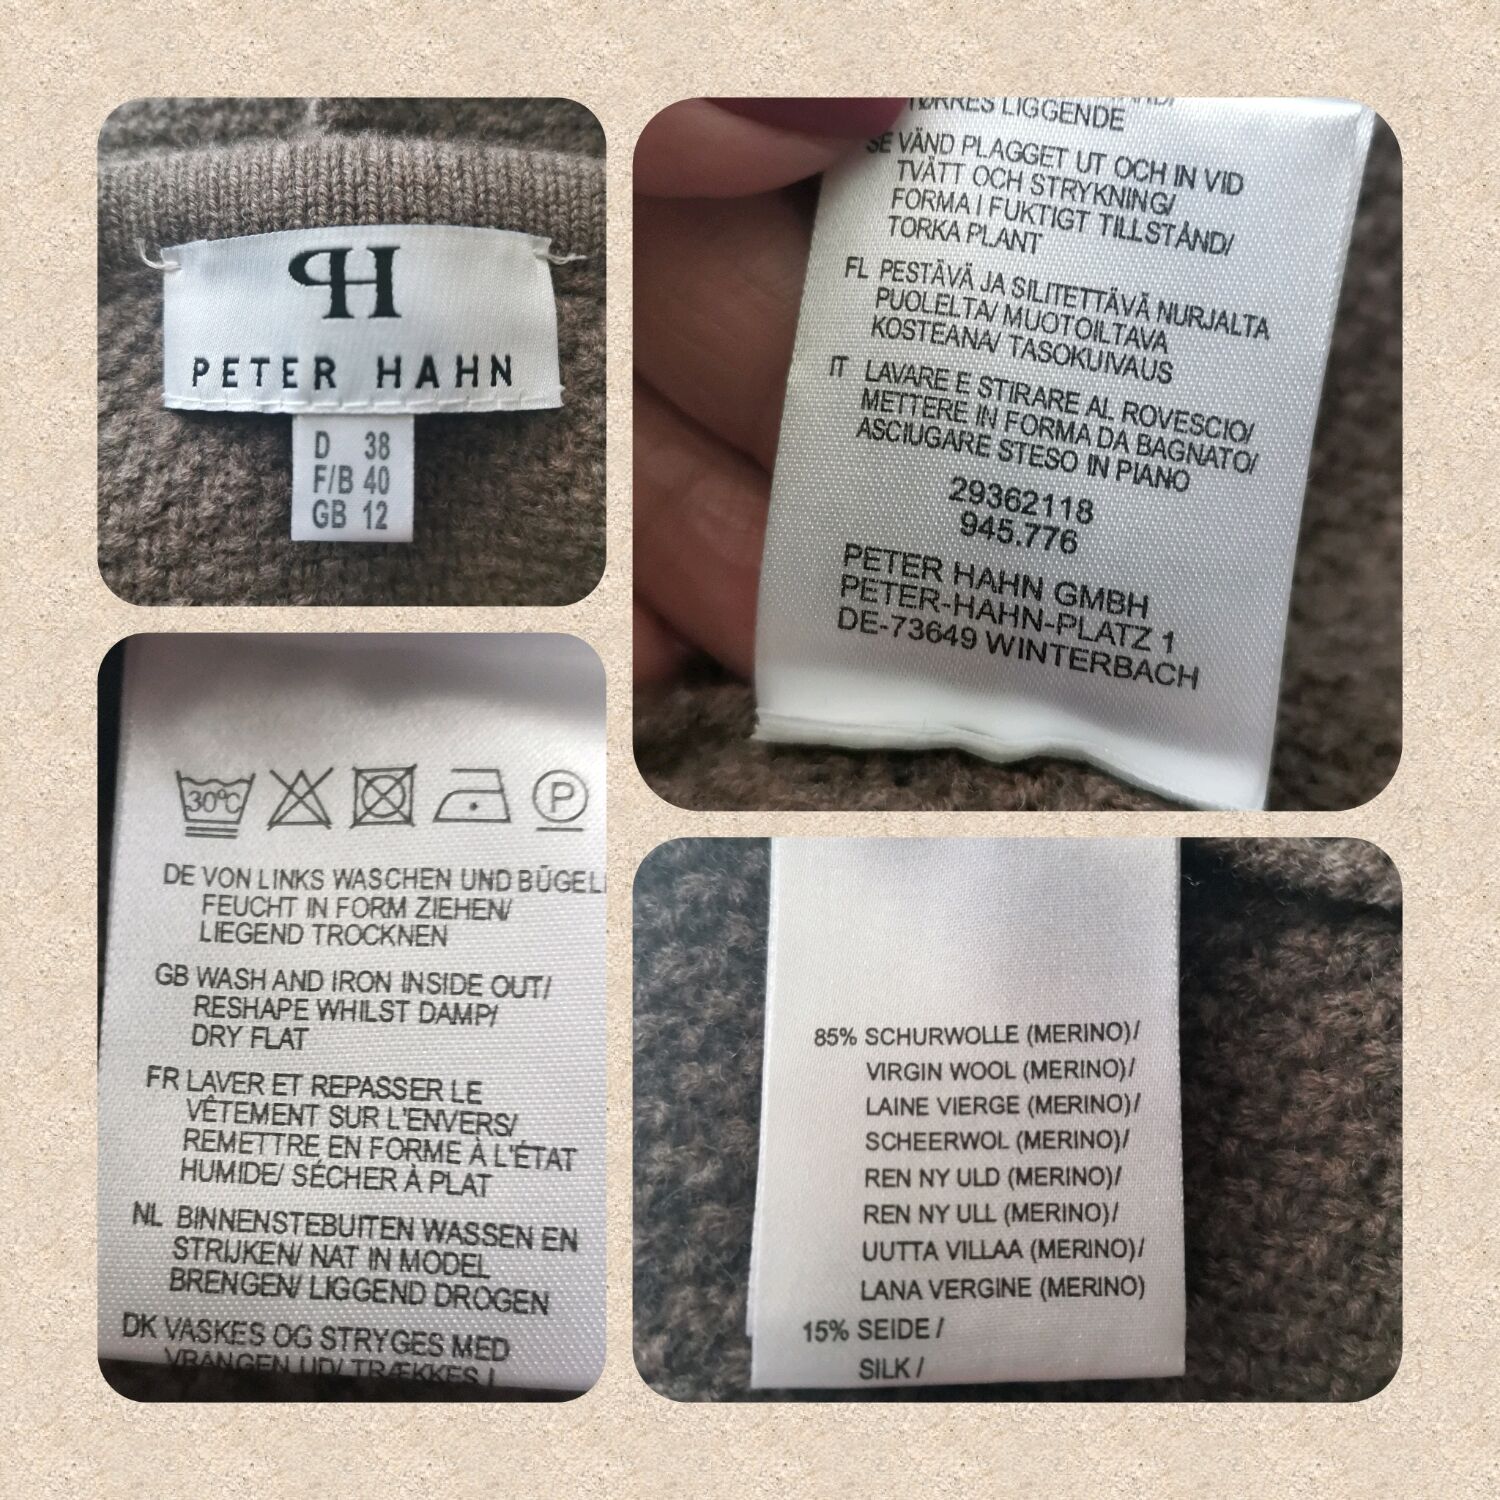 PH
PETER HAHN
D 38
F/B 40
GB 12
TØRRES LIGGENDE
SE VÄND PLAGGET UT OCH IN VID
TVÄTT OCH STRYKNING/
FORMA I FUKTIGT TILLSTÅND/
TORKA PLANT
FL PESTÄVÄ JA SILITETTÄVÄ NURJALTA
PUOLELTA/ MUOTOILTAVA
KOSTEANA/ TASOKUIVAUS
IT LAVARE E STIRARE AL ROVESCIO/
METTERE IN FORMA DA BAGNATO/
ASCIUGARE STESO IN PIANO
29362118
945.776
PETER HAHN GMBH
PETER-HAHN-PLATZ 1
DE-73649 WINTERBACH
30°C P
DE VON LINKS WASCHEN UND BÜGEL
FEUCHT IN FORM ZIEHEN/
LIEGEND TROCKNEN
GB WASH AND IRON INSIDE OUT/
RESHAPE WHILST DAMP/
DRY FLAT
FR LAVER ET REPASSER LE
VÊTEMENT SUR L'ENVERS/
REMETTRE EN FORME À L'ÉTAT
HUMIDE/ SÉCHER À PLAT
NL BINNENSTEBUITEN WASSEN EN
STRIJKEN/ NAT IN MODEL
BRENGEN/ LIGGEND DROGEN
DK VASKES OG STRYGES MED
VRANGEN UD/ TRÆKKES I
85% SCHURWOLLE (MERINO)/
VIRGIN WOOL (MERINO)/
LAINE VIERGE (MERINO)/
SCHEERWOL (MERINO)/
REN NY ULD (MERINO)/
REN NY ULL (MERINO)/
UUTTA VILLAA (MERINO)/
LANA VERGINE (MERINO)
15% SEIDE /
SILK /